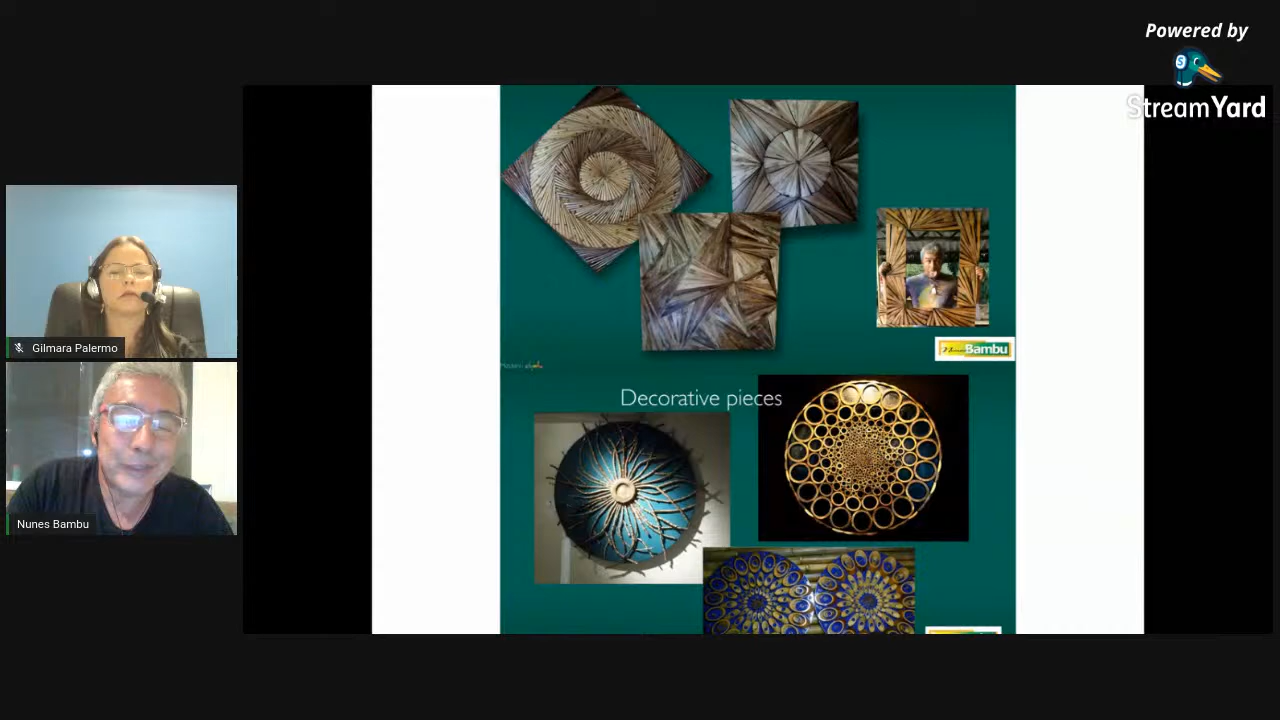 Powered by
StreamYard
Gilmara Palermo
Nunes Bambu
Bambu
Decorative pieces